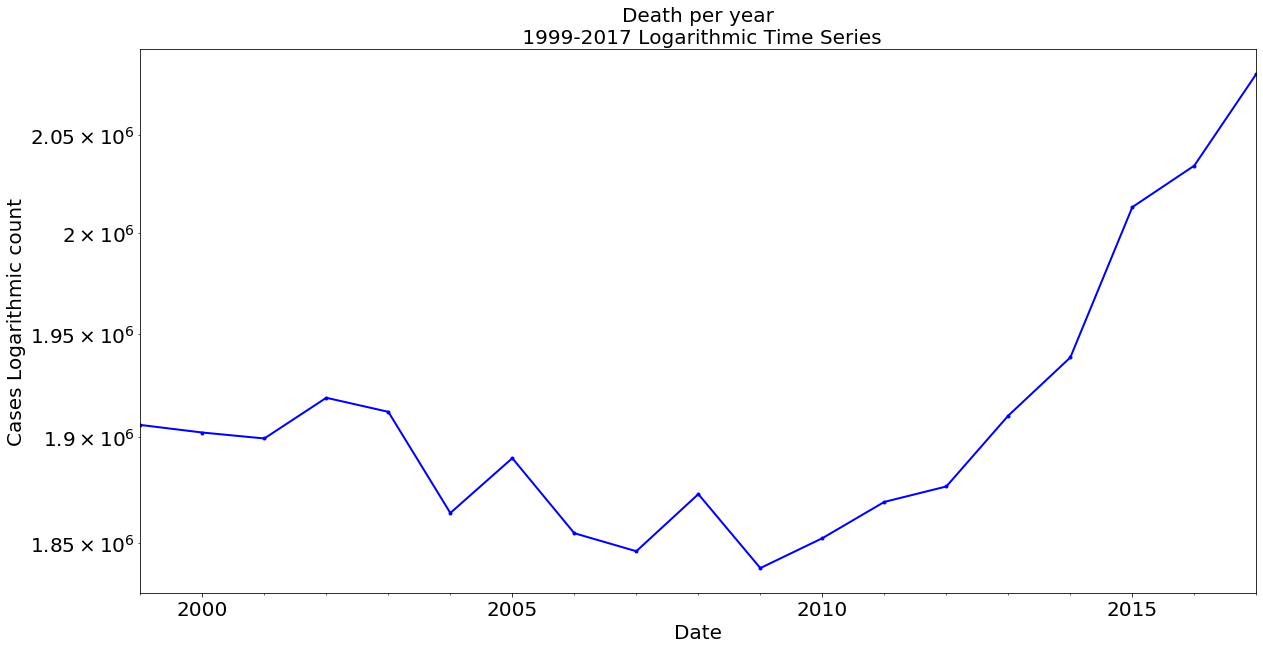 Death per year
1999-2017 Logarithmic Time Series
Cases Logarithmic count
2.05 × 10⁶
2 × 10⁶
1.95 × 10⁶
1.9 × 10⁶
1.85 × 10⁶
2000 2005 2010 2015
Date